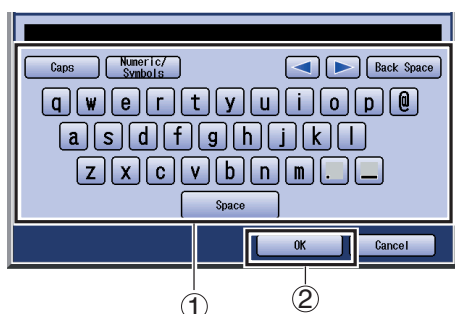 Caps Numeric/ Symbols Back Space
q w e r t y u i o p @
a s d f g h j k l
z x c v b n m . _
Space
OK Cancel
① ②